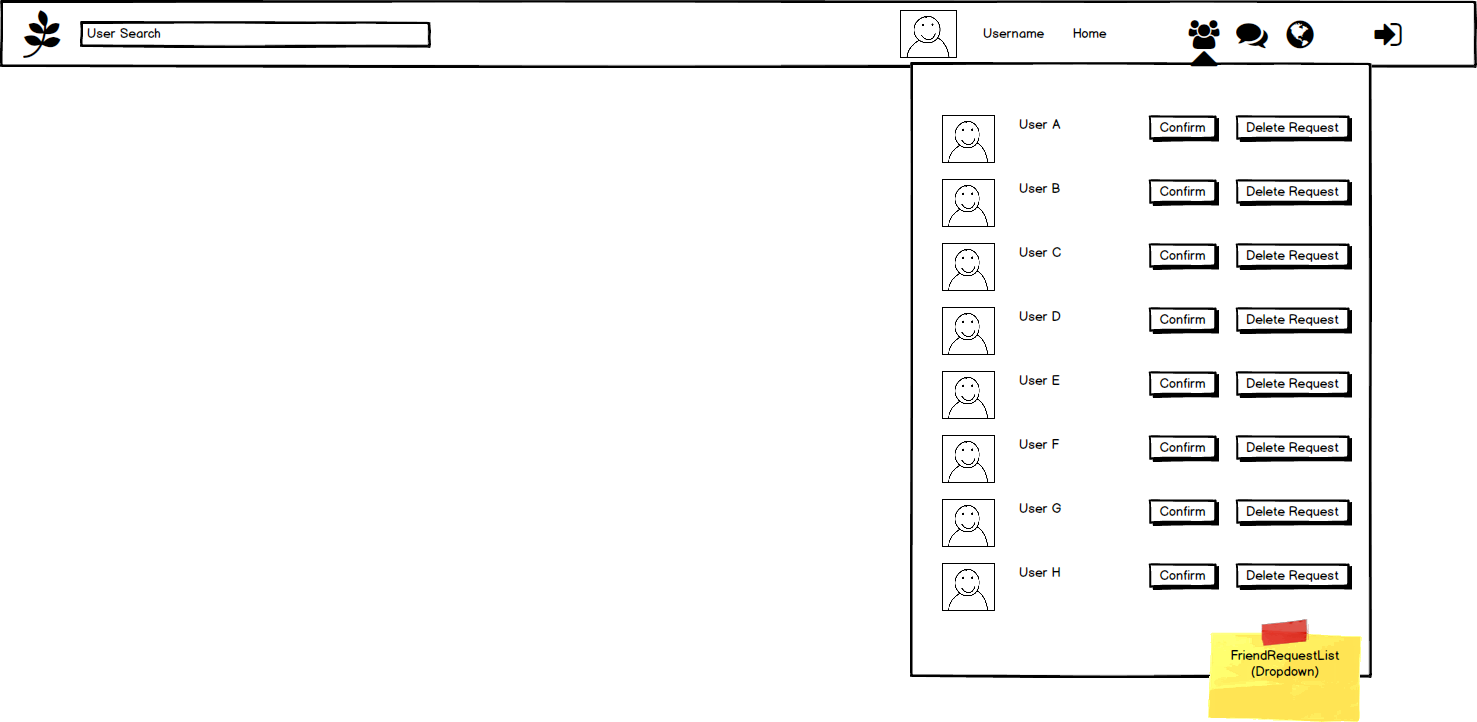 User Search
Username Home
User A Confirm Delete Request
User B Confirm Delete Request
User C Confirm Delete Request
User D Confirm Delete Request
User E Confirm Delete Request
User F Confirm Delete Request
User G Confirm Delete Request
User H Confirm Delete Request
FriendRequestList
(Dropdown)